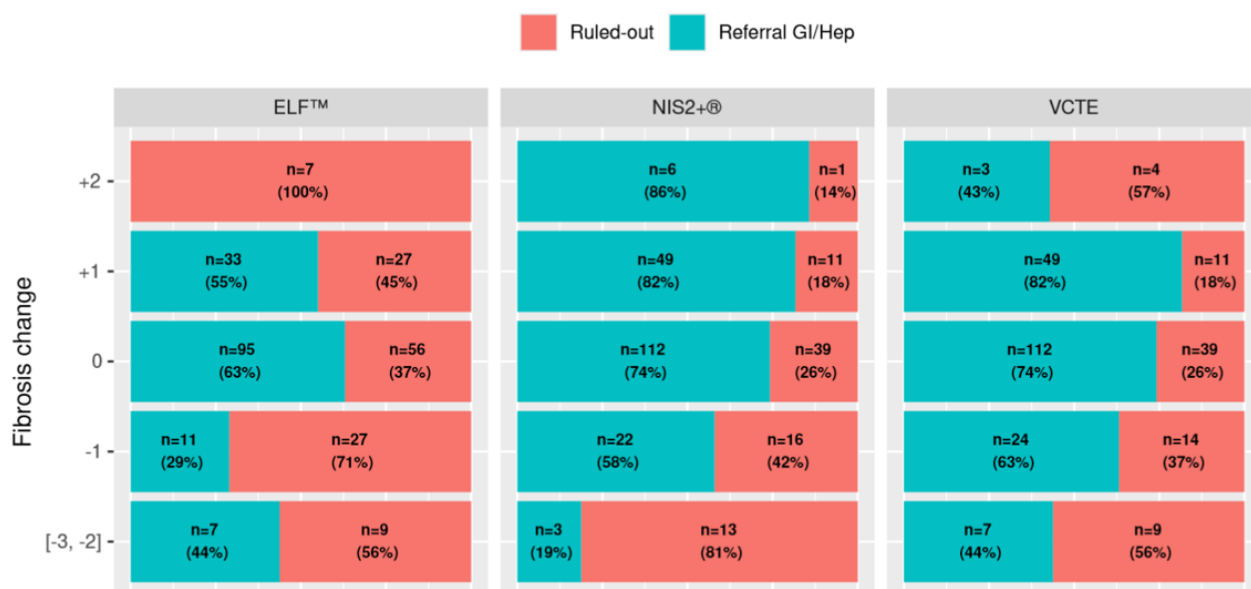 Ruled-out Referral GI/Hep
ELF™ NIS2+® VCTE
Fibrosis change
+2
n=7
(100%)
n=6
(86%)
n=1
(14%)
n=3
(43%)
n=4
(57%)
+1
n=33
(55%)
n=27
(45%)
n=49
(82%)
n=11
(18%)
n=49
(82%)
n=11
(18%)
0
n=95
(63%)
n=56
(37%)
n=112
(74%)
n=39
(26%)
n=112
(74%)
n=39
(26%)
-1
n=11
(29%)
n=27
(71%)
n=22
(58%)
n=16
(42%)
n=24
(63%)
n=14
(37%)
[-3, -2]
n=7
(44%)
n=9
(56%)
n=3
(19%)
n=13
(81%)
n=7
(44%)
n=9
(56%)